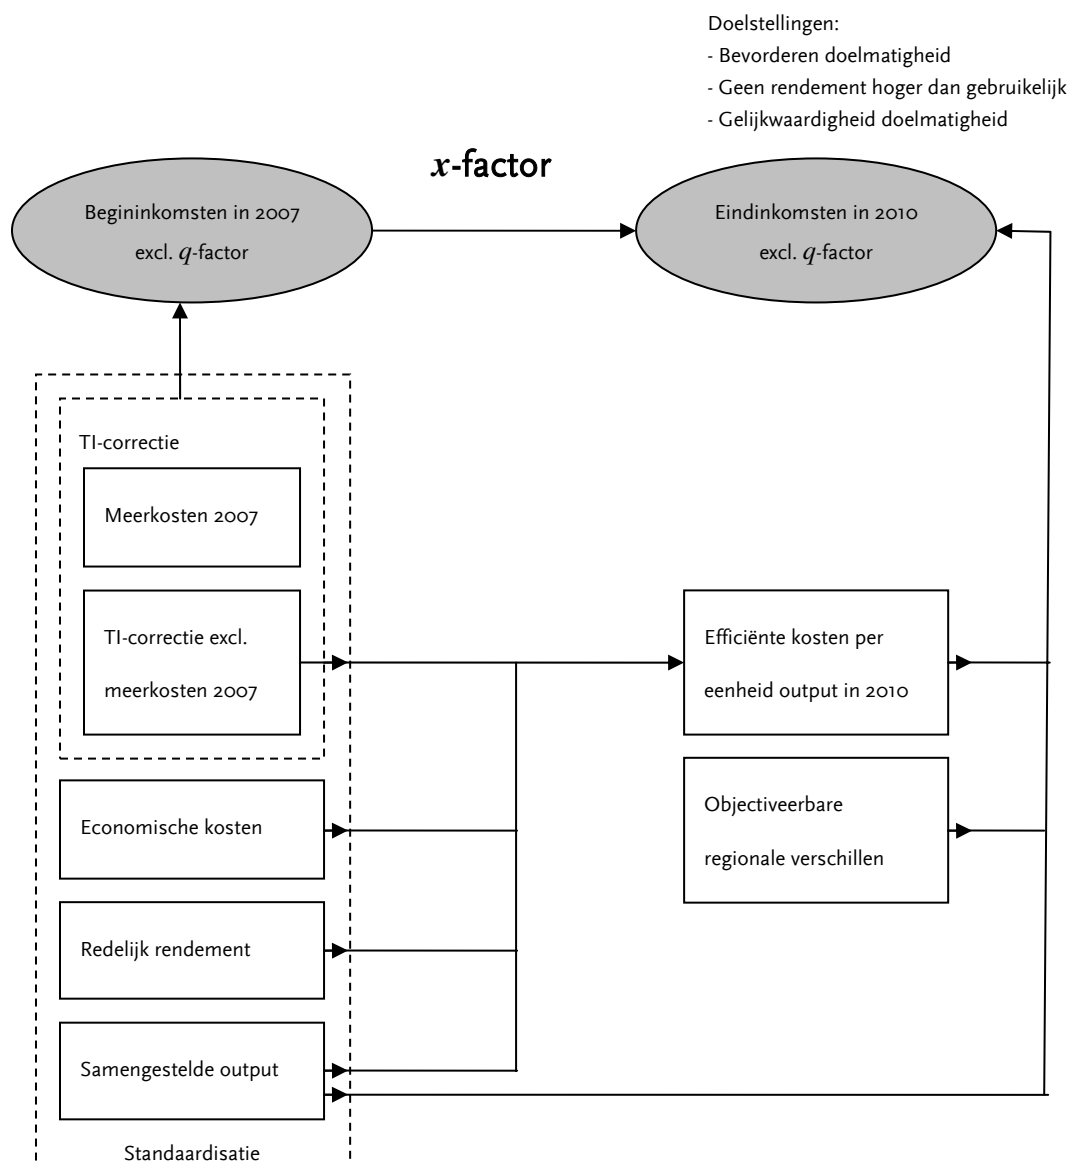 Doelstellingen:
- Bevorderen doelmatigheid
- Geen rendement hoger dan gebruikelijk
- Gelijkwaardigheid doelmatigheid
x-factor
Begininkomsten in 2007
excl. q-factor
Eindinkomsten in 2010
excl. q-factor
TI-correctie
Meerkosten 2007
TI-correctie excl.
meerkosten 2007
Efficiënte kosten per
eenheid output in 2010
Economische kosten
Objectiveerbare
regionale verschillen
Redelijk rendement
Samengestelde output
Standaardisatie